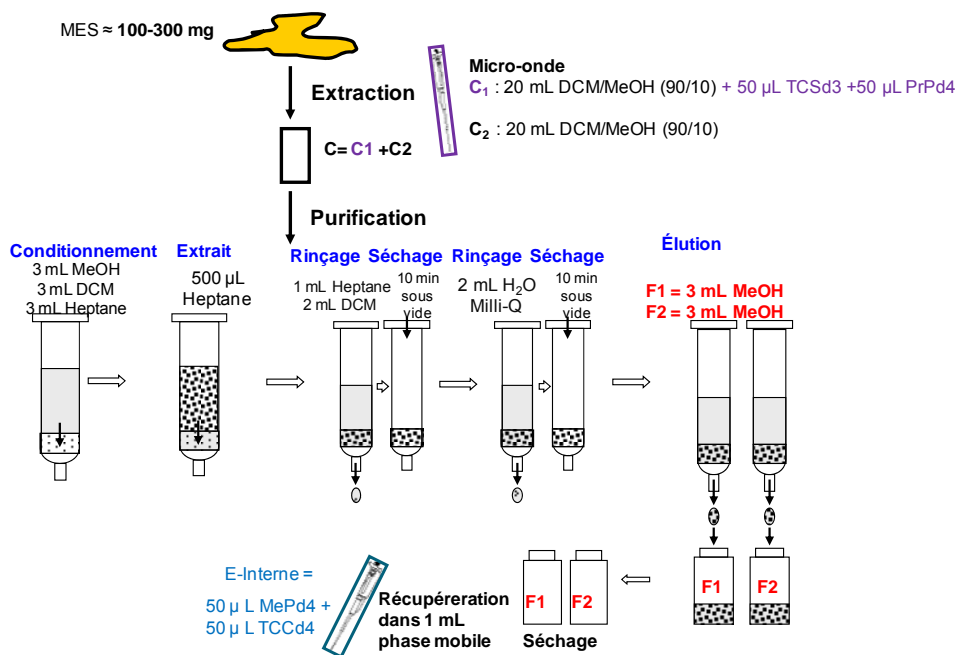 MES ≈ 100-300 mg
Extraction
Micro-onde
C1 : 20 mL DCM/MeOH (90/10) + 50 µL TCSd3 +50 µL PrPd4
C2 : 20 mL DCM/MeOH (90/10)
C= C1 +C2
Purification
Conditionnement
3 mL MeOH
3 mL DCM
3 mL Heptane
Extrait
500 µL
Heptane
Rinçage
1 mL Heptane
2 mL DCM
Séchage
10 min
sous
vide
Rinçage
2 mL H2O
Milli-Q
Séchage
10 min
sous
vide
Élution
F1 = 3 mL MeOH
F2 = 3 mL MeOH
F1
F2
F1
F2
Séchage
Récupéreration
dans 1 mL
phase mobile
E-Interne =
50 µ L MePd4 +
50 µL TCCd4